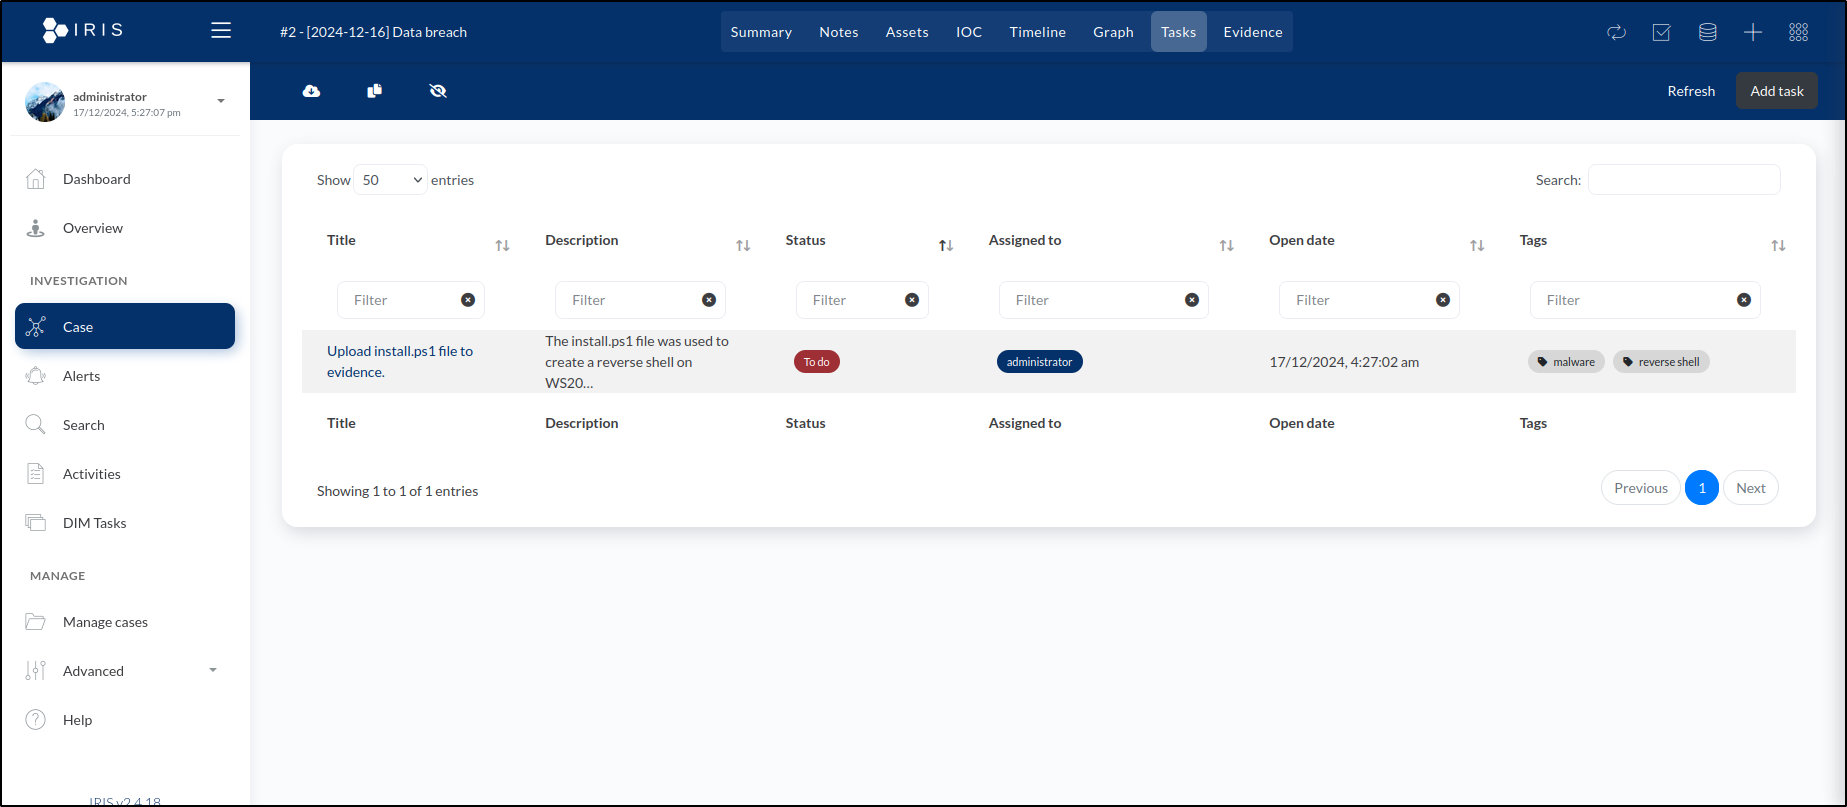 IRIS
#2 - [2024-12-16] Data breach
Summary Notes Assets IOC Timeline Graph Tasks Evidence
administrator
17/12/2024, 5:27:07 pm
Refresh Add task
Dashboard
Overview
INVESTIGATION
Case
Alerts
Search
Activities
DIM Tasks
MANAGE
Manage cases
Advanced
Help
IRIS v2.4.18
Show 50 entries
Search:
Title Description Status Assigned to Open date Tags
Filter Filter Filter Filter Filter Filter
Upload install.ps1 file to
evidence.
The install.ps1 file was used to
create a reverse shell on
WS20...
To do
administrator
17/12/2024, 4:27:02 am
malware reverse shell
Title Description Status Assigned to Open date Tags
Showing 1 to 1 of 1 entries
Previous 1 Next